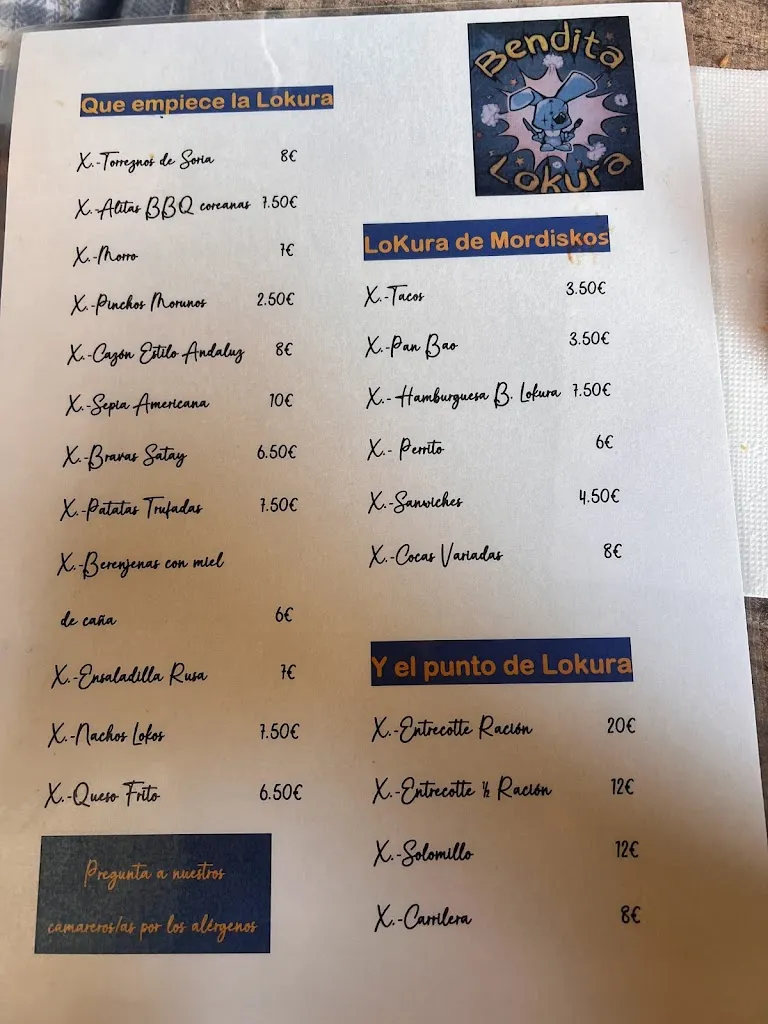 Bendita
Lokura
Que empiece la Lokura
X.-Torreznos de Soria 8€
X.-Alitas BBQ coreanas 7.50€
X.-Morro 7€
X.-Pinchos Morunos 2.50€
X.-Cazón Estilo Andaluz 8€
X.-Sepia Americana 10€
X.-Bravas Satay 6.50€
X.-Patatas Trufadas 7.50€
X.-Berenjenas con miel
de caña 6€
X.-Ensaladilla Rusa 7€
X.-Nachos Lokos 7.50€
X.-Queso Frito 6.50€
Pregunta a nuestros
camareros/as por los alérgenos
LoKura de Mordiskos
X.-Tacos 3.50€
X.-Pan Bao 3.50€
X.-Hamburguesa B. Lokura 7.50€
X.- Perrito 6€
X.-Sanwiches 4.50€
X.-Cocas Variadas 8€
Y el punto de Lokura
X.-Entrecotte Ración 20€
X.-Entrecotte ½ Ración 12€
X.-Solomillo 12€
X.-Carrilera 8€